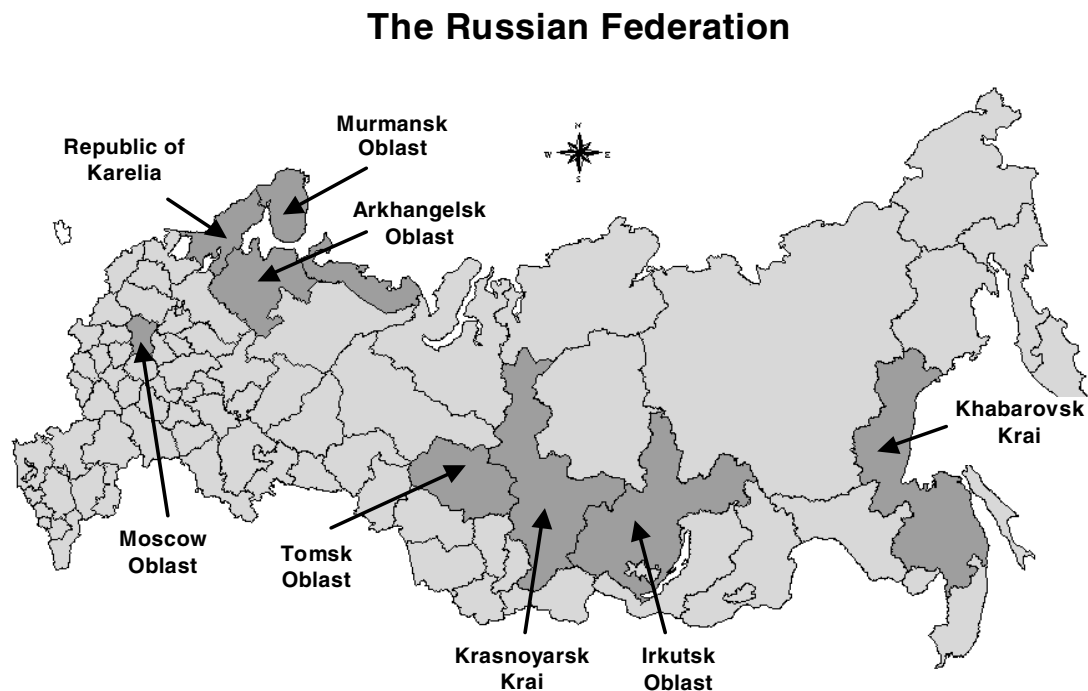 The Russian Federation
Murmansk
Oblast
Republic of
Karelia
N
W
E
S
Arkhangelsk
Oblast
Khabarovsk
Krai
Moscow
Oblast
Tomsk
Oblast
Krasnoyarsk
Krai
Irkutsk
Oblast